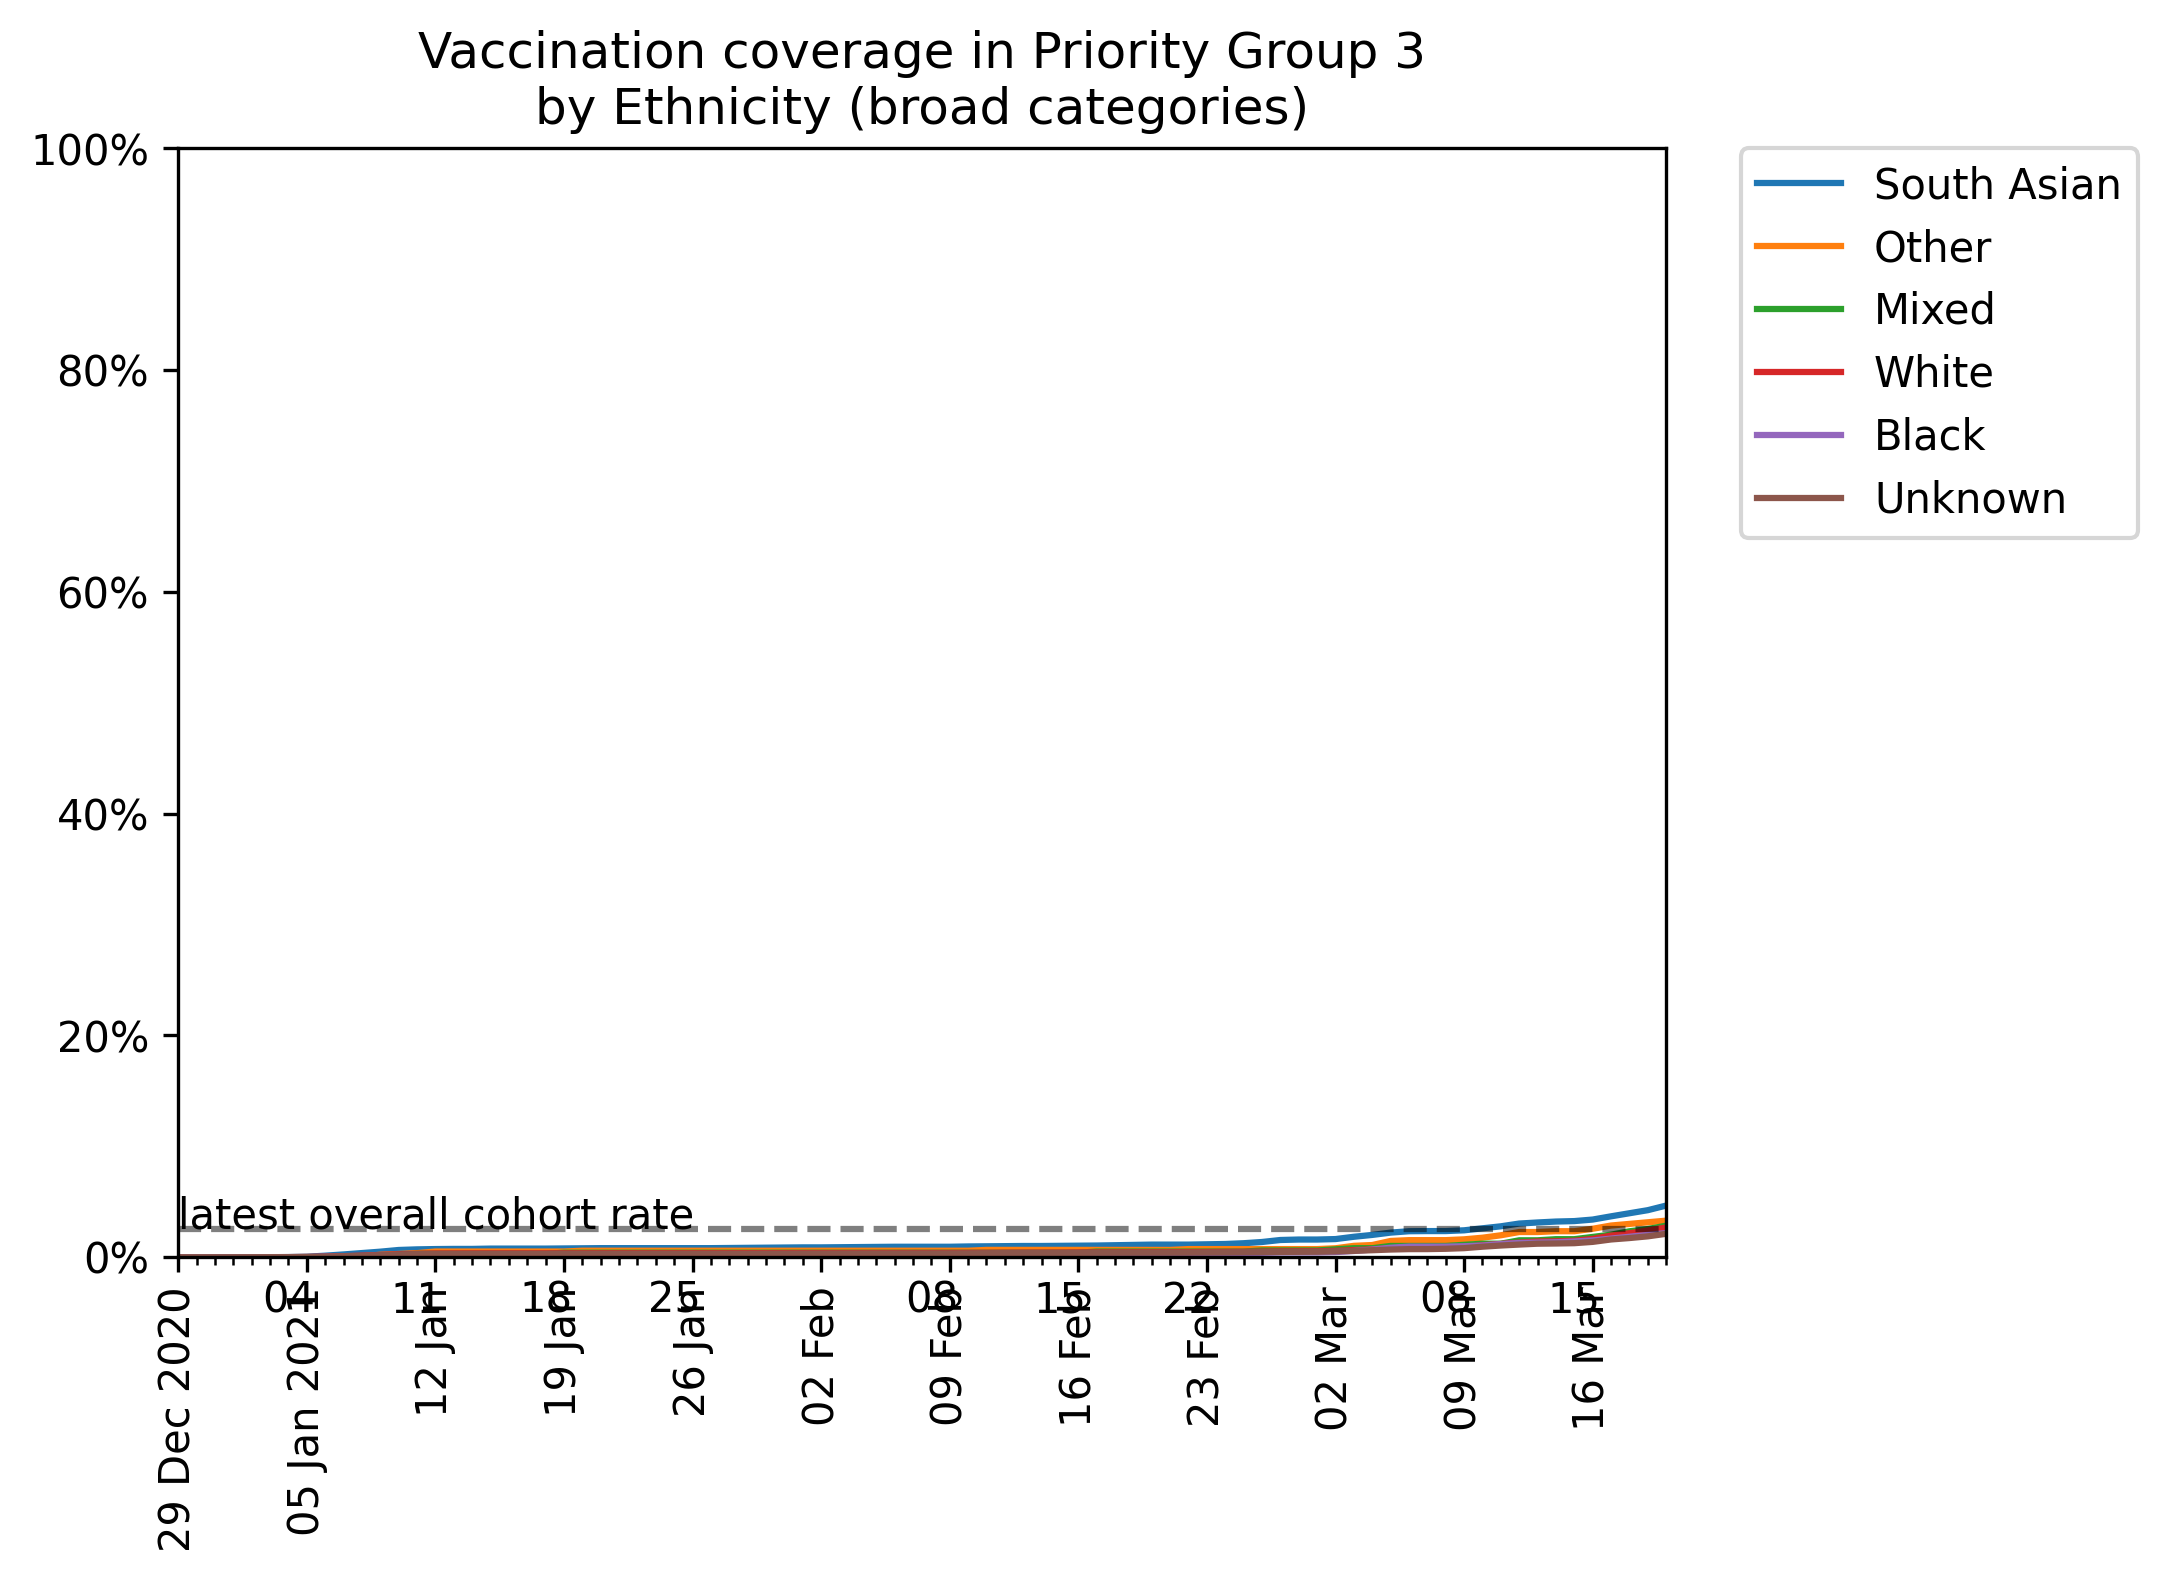 Vaccination coverage in Priority Group 3
by Ethnicity (broad categories)
100%
80%
60%
40%
20%
0%
latest overall cohort rate
South Asian
Other
Mixed
White
Black
Unknown
04
11
18
25
08
15
22
08
15
29 Dec 2020
05 Jan 2021
12 Jan
19 Jan
26 Jan
02 Feb
09 Feb
16 Feb
23 Feb
02 Mar
09 Mar
16 Mar